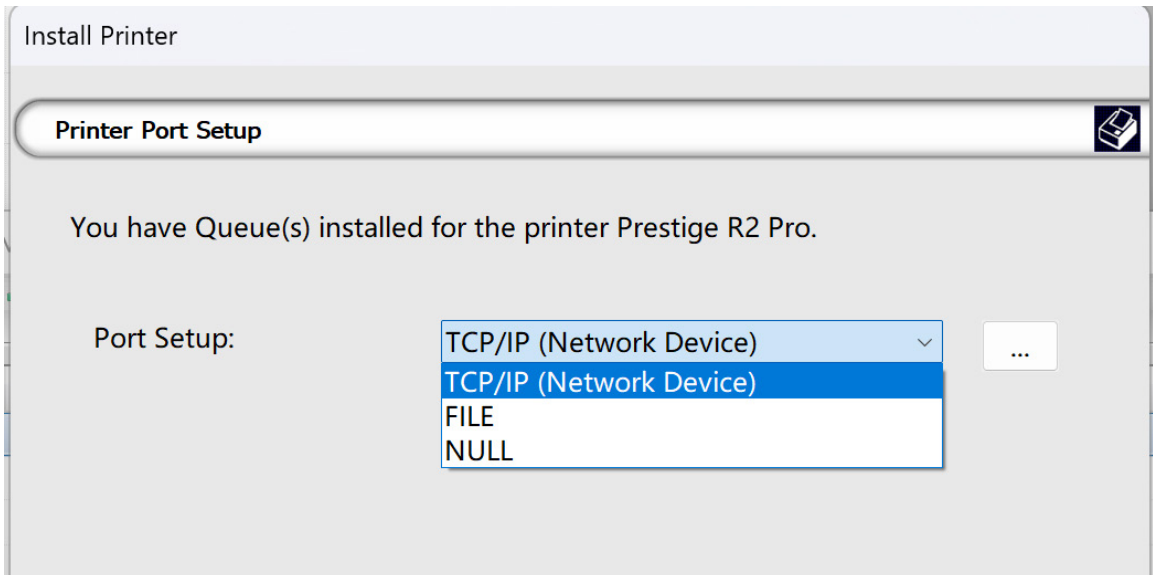 Install Printer
Printer Port Setup
You have Queue(s) installed for the printer Prestige R2 Pro.
Port Setup:
TCP/IP (Network Device)
...
TCP/IP (Network Device)
FILE
NULL